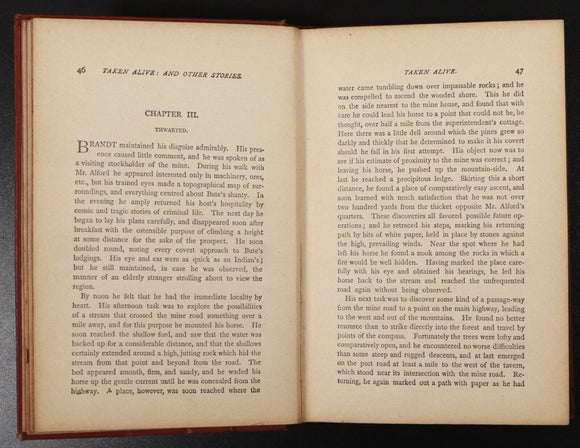 46 TAKEN ALIVE: AND OTHER STORIES.
CHAPTER III.
THWARTED.
BRANDT maintained his disguise admirably. His pres-
ence caused little comment, and he was spoken of as
a visiting stockholder of the mine. During his walk with
Mr. Alford he appeared interested only in machinery, ores,
etc., but his trained eyes made a topographical map of sur-
roundings, and everything centred about Bute's shanty. In
the evening he amply returned his host's hospitality by
comic and tragic stories of criminal life. The next day he
began to lay his plans carefully, and disappeared soon after
breakfast with the ostensible purpose of climbing a height
at some distance for the sake of the prospect. He soon
doubled round, noting every covert approach to Bute's
lodgings. His eye and ear were as quick as an Indian's;
but he still maintained, in case he was observed, the
manner of an elderly stranger strolling about to view the
region.
By noon he felt that he had the immediate locality by
heart. His afternoon task was to explore the possibilities
of a stream that crossed the mine road something over a
mile away, and for this purpose he mounted his horse. He
soon reached the shallow ford, and saw that the water was
backed up for a considerable distance, and that the shallows
certainly extended around a high, jutting rock which hid the
stream from that point and beyond from the road. The
bed appeared smooth, firm, and sandy, and he waded his
horse up the gentle current until he was concealed from the
highway. A place, however, was soon reached where the
TAKEN ALIVE. 47
water came tumbling down over impassable rocks; and he
was compelled to ascend the wooded shore. This he did
on the side nearest to the mine house, and found that with
care he could lead his horse to a point that could not be, he
thought, over half a mile from the superintendent's cottage.
Here there was a little dell around which the pines grew so
darkly and thickly that he determined to make it his covert
should he fail in his first attempt. His object now was to
see if his estimate of proximity to the mine was correct; and
leaving his horse, he pushed up the mountain-side. At
last he reached a precipitous ledge. Skirting this a short
distance, he found a place of comparatively easy ascent, and
soon learned with much satisfaction that he was not over
two hundred yards from the thicket opposite Mr. Alford's
quarters. These discoveries all favored possible future op-
erations; and he retraced his steps, marking his returning
path by bits of white paper, held in place by stones against
the high, prevailing winds. Near the spot where he had
left his horse he found a nook among the rocks in which a
fire would be well hidden. Having marked the place care-
fully with his eye and obtained bearings, he led his horse
back to the stream and reached the unfrequented
road again without being observed.
His next task was to discover some kind of a passage-way
from the mine road to a point on the main highway, leading
to the west and out of the mountains. He found no better
resource than to strike directly into the forest and travel by
points of the compass. Fortunately the trees were lofty and
comparatively open, and he encountered no worse difficulties
than some steep and rugged descents, and at last emerged
on the post road at least a mile to the west of the tavern,
which stood near its intersection with the mine road. Re-
turning, he again marked out a path with paper as he had